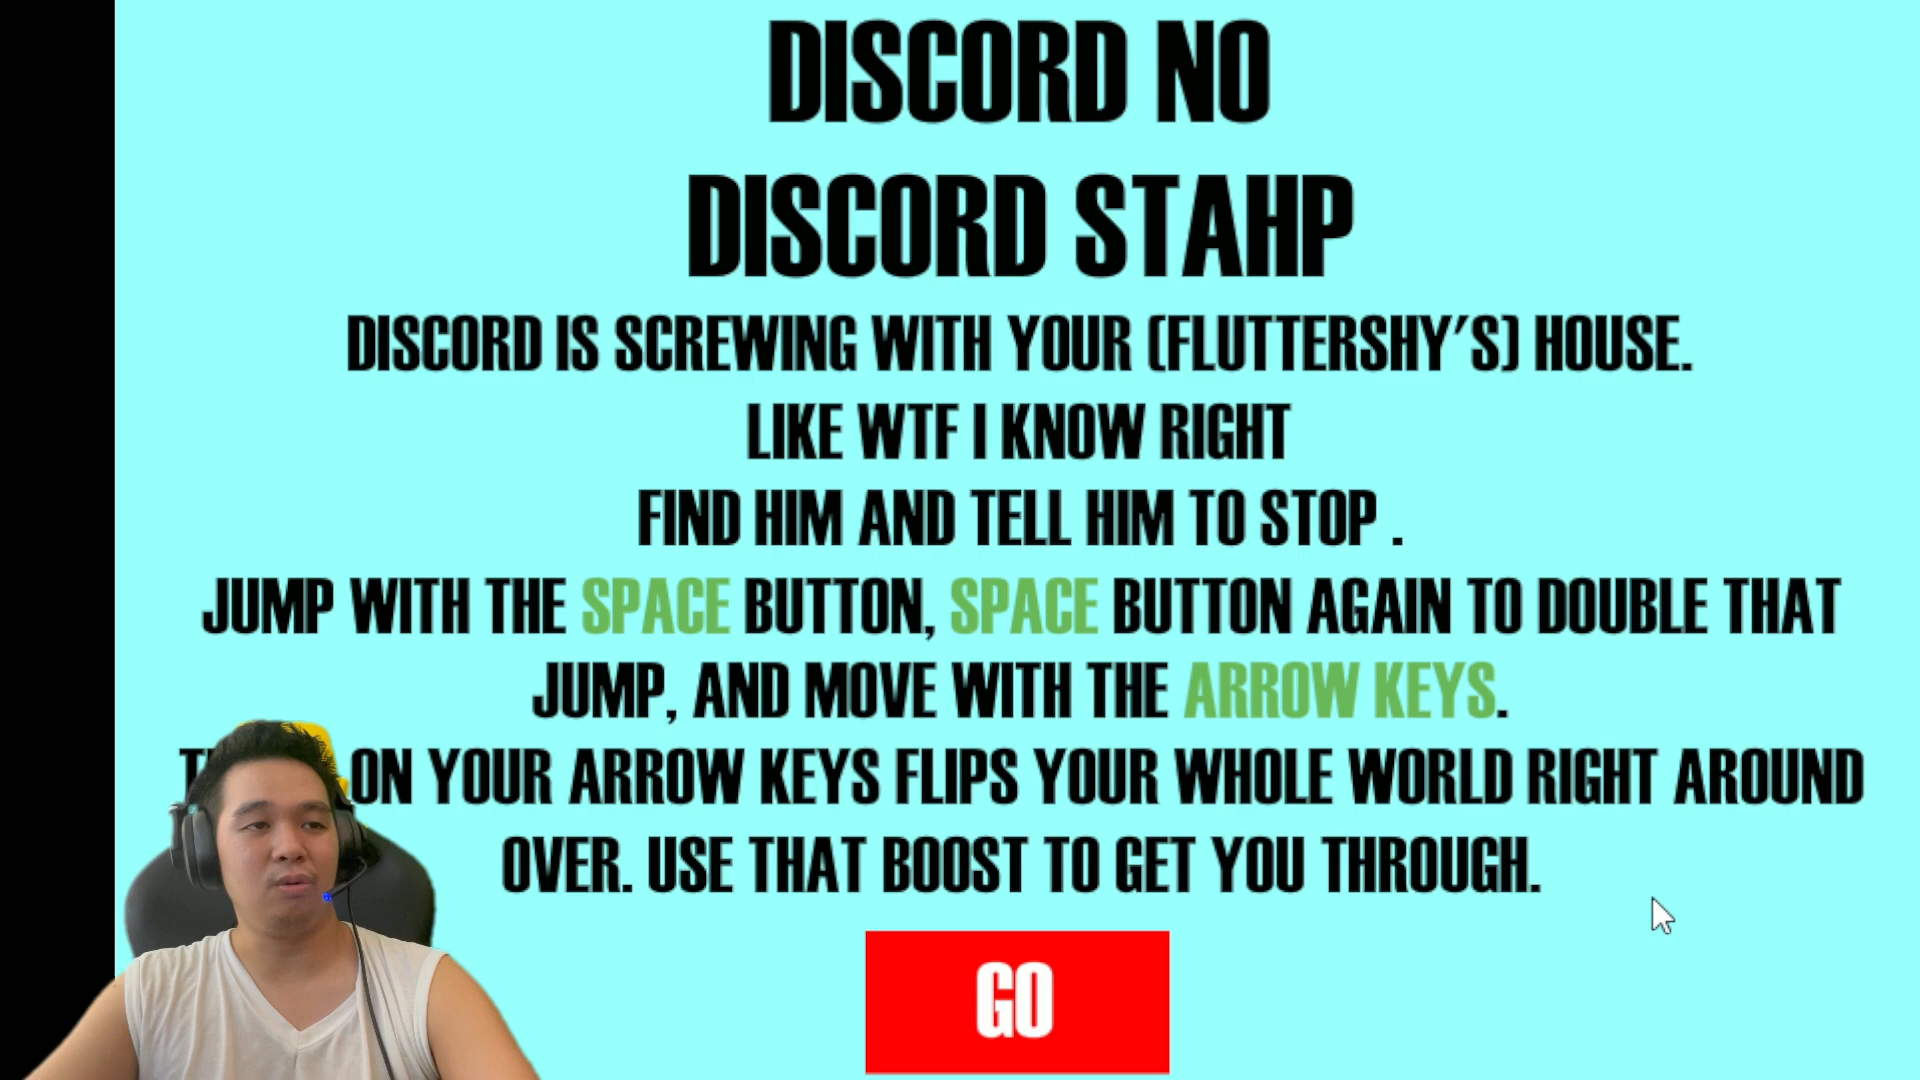 DISCORD NO
DISCORD STAHP
DISCORD IS SCREWING WITH YOUR (FLUTTERSHY'S) HOUSE.
LIKE WTF I KNOW RIGHT
FIND HIM AND TELL HIM TO STOP .
JUMP WITH THE SPACE BUTTON, SPACE BUTTON AGAIN TO DOUBLE THAT
JUMP, AND MOVE WITH THE ARROW KEYS.
ON YOUR ARROW KEYS FLIPS YOUR WHOLE WORLD RIGHT AROUND
OVER. USE THAT BOOST TO GET YOU THROUGH.
GO